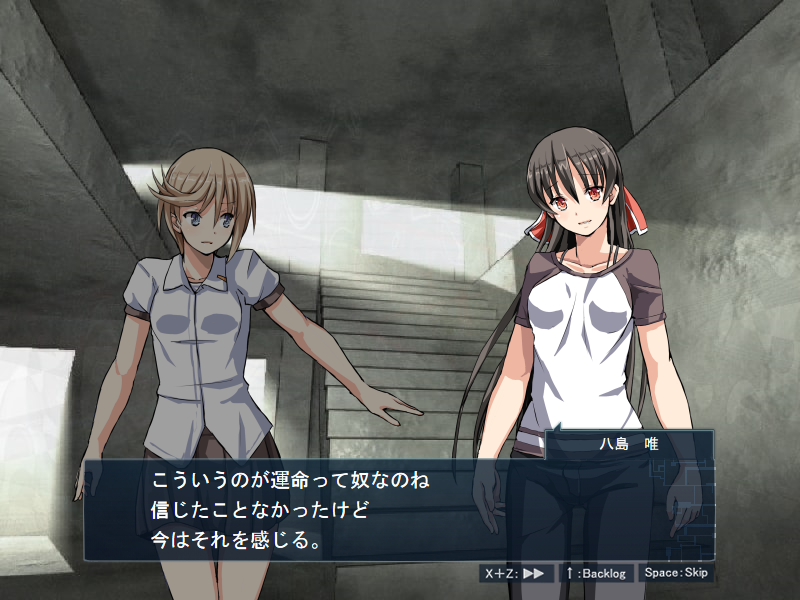 八島 唯
こういうのが運命って奴なのね
信じたことなかったけど
今はそれを感じる。
X+Z:▶▶ ↑:Backlog Space:Skip